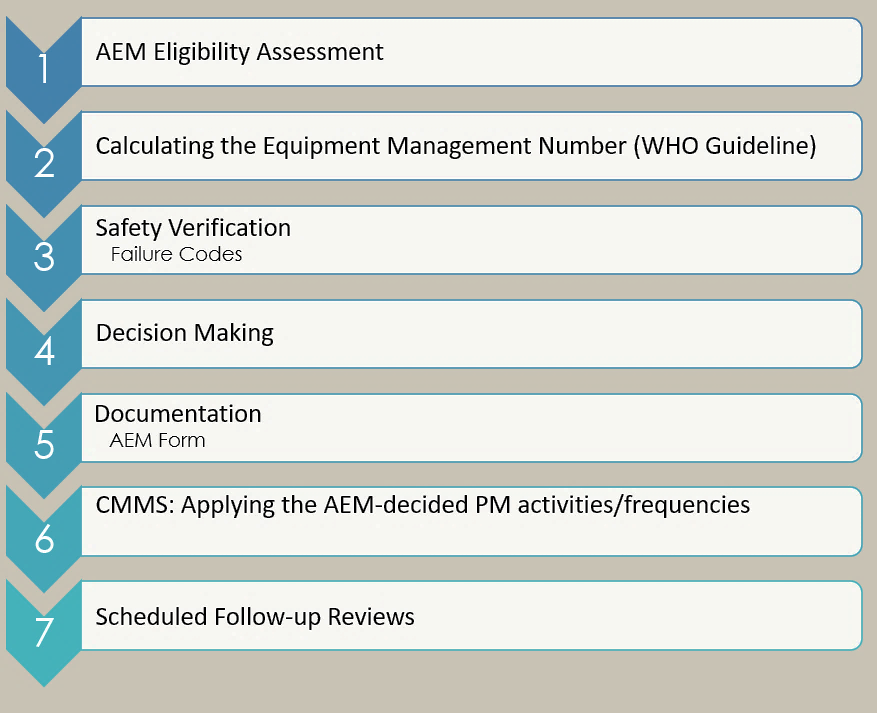 1
AEM Eligibility Assessment
2
Calculating the Equipment Management Number (WHO Guideline)
3
Safety Verification
Failure Codes
4
Decision Making
5
Documentation
AEM Form
6
CMMS: Applying the AEM-decided PM activities/frequencies
7
Scheduled Follow-up Reviews